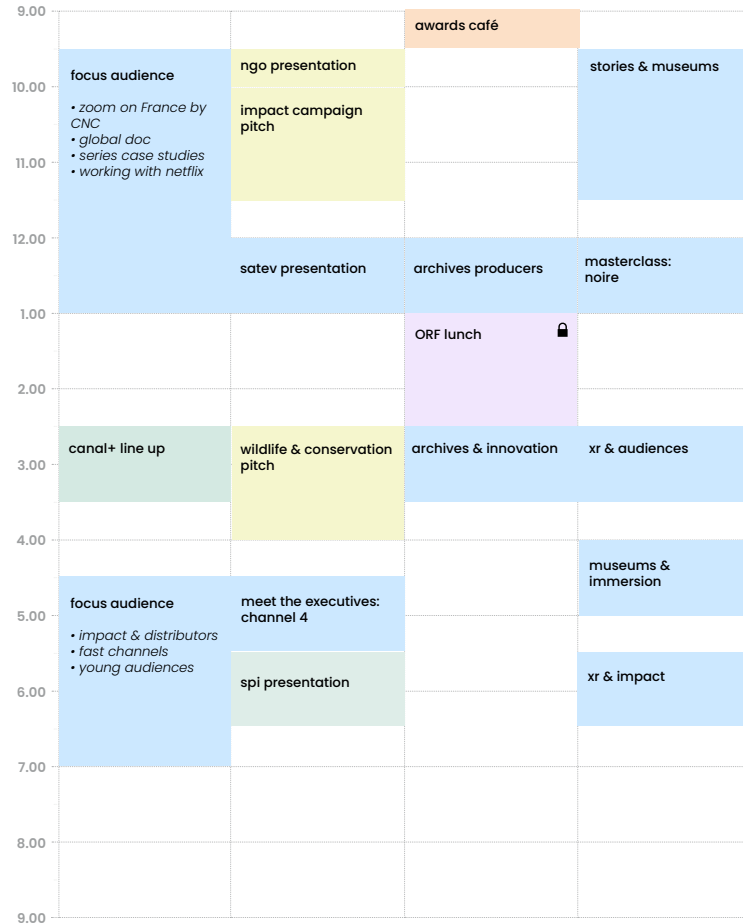 9.00
awards café
focus audience
• zoom on France by
CNC
• global doc
• series case studies
• working with netflix
ngo presentation
stories & museums
10.00
impact campaign
pitch
11.00
12.00
satev presentation
archives producers
masterclass:
noire
1.00
ORF lunch
2.00
canal+ line up
wildlife & conservation
pitch
archives & innovation
xr & audiences
3.00
4.00
museums &
immersion
focus audience
• impact & distributors
• fast channels
• young audiences
meet the executives:
channel 4
5.00
spi presentation
xr & impact
6.00
7.00
8.00
9.00